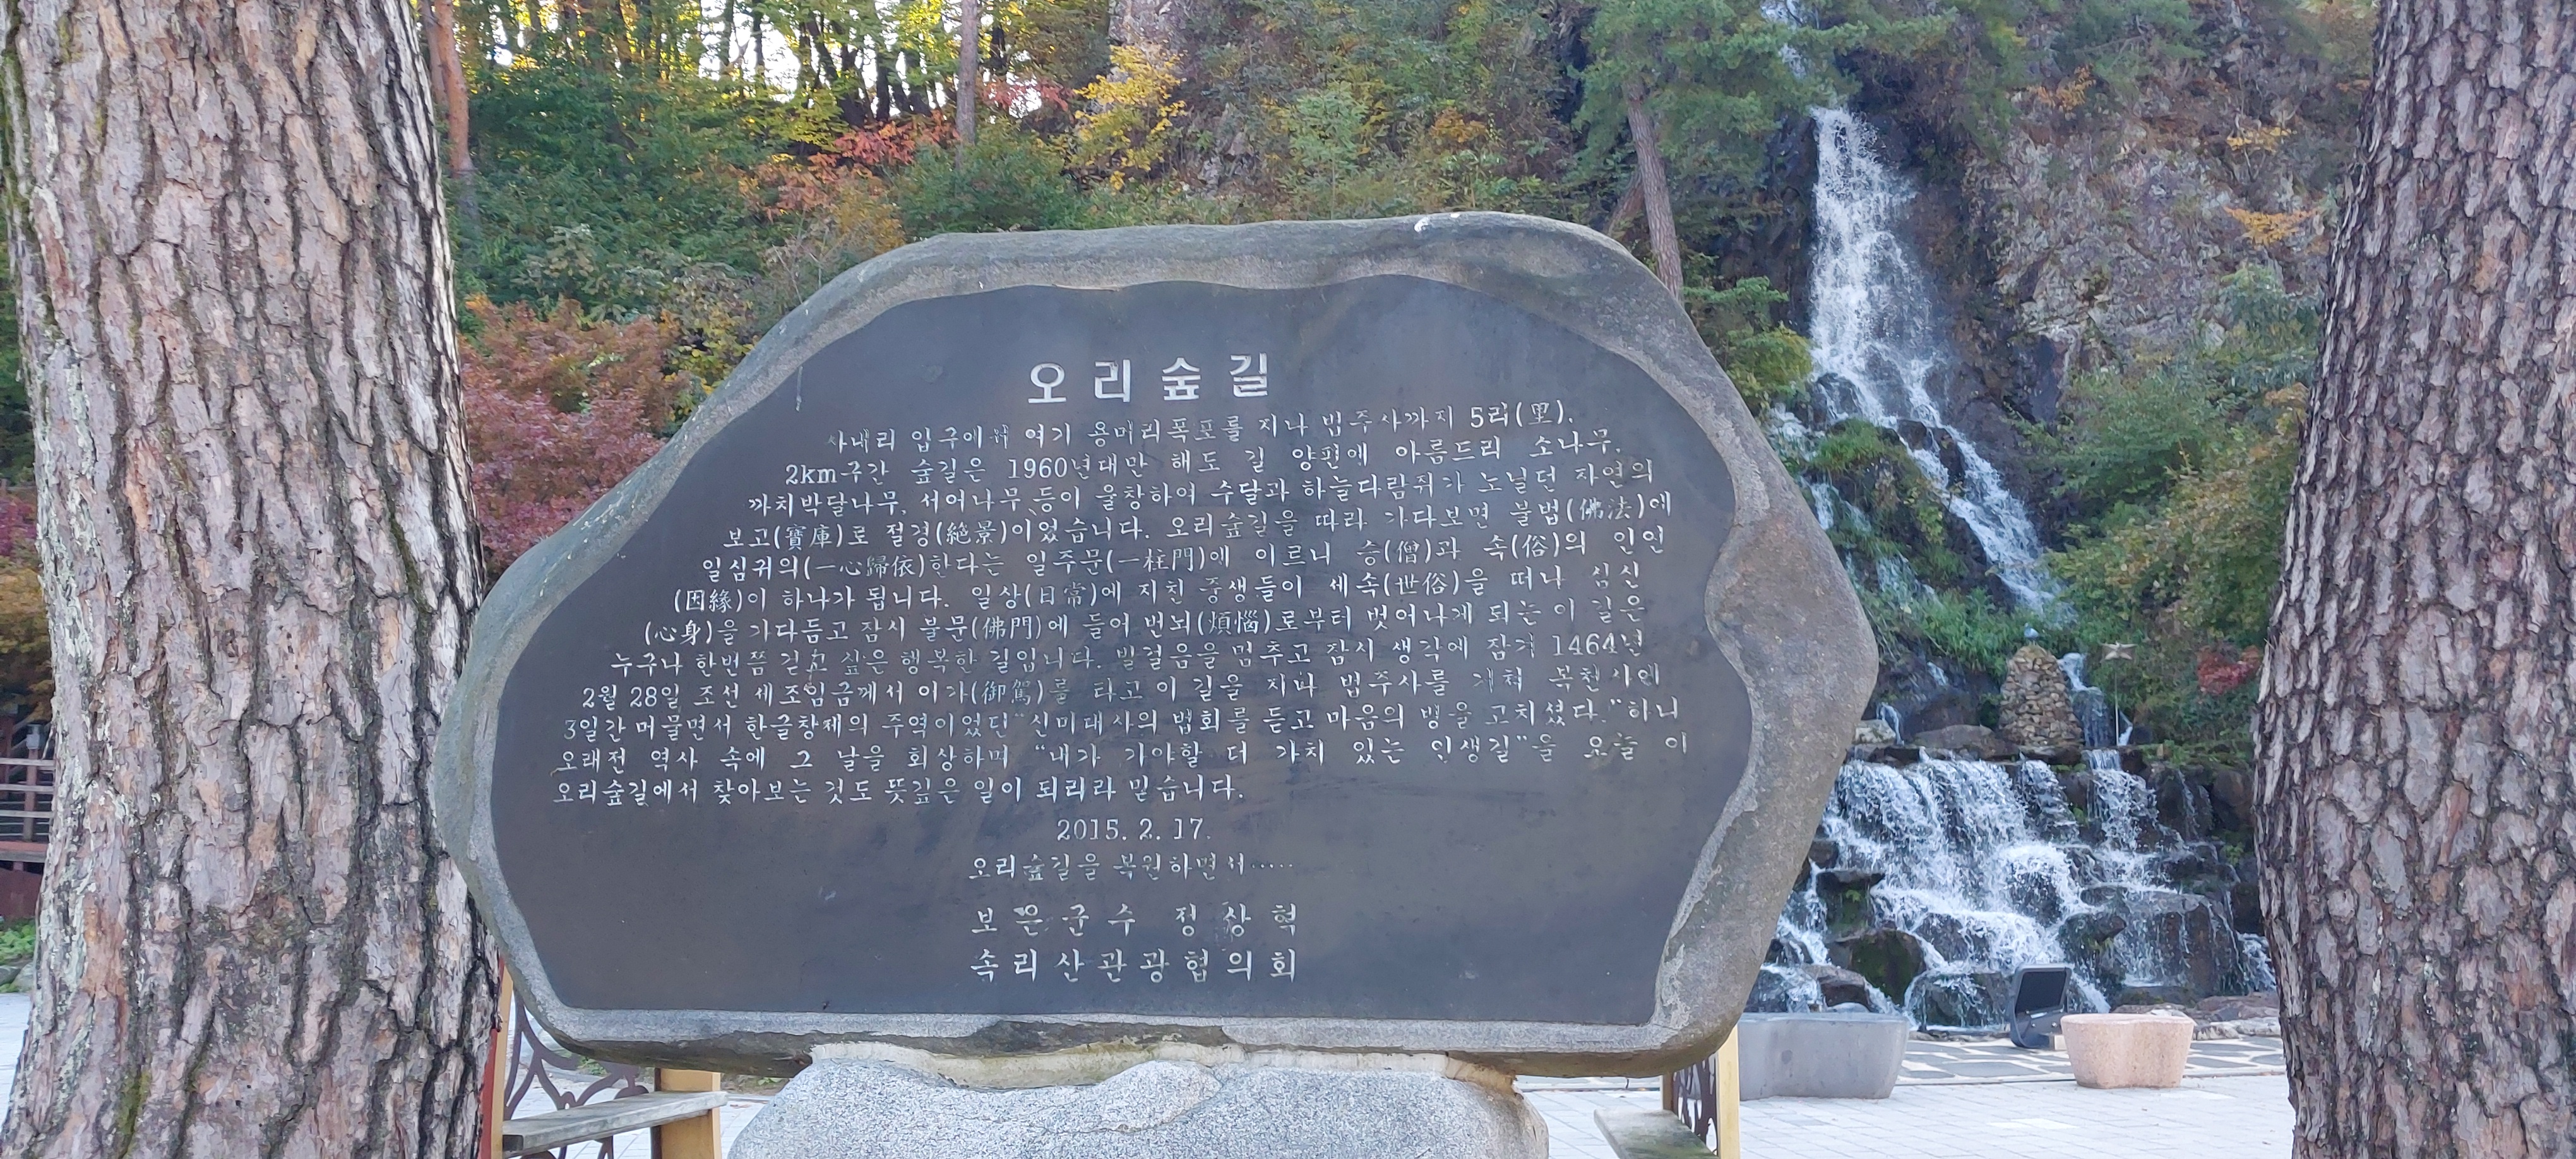 오리숲길
사내리 입구에서 여기 용머리폭포를 지나 법주사까지 5리(里).
2km구간 숲길은 1960년대만 해도 길 양편에 아름드리 소나무,
까치박달나무, 서어나무 등이 울창하여 수달과 하늘다람쥐가 노닐던 자연의
보고(寶庫)로 절경(絶景)이었습니다. 오리숲길을 따라 가다보면 불법(佛法)에
일심귀의(一心歸依)한다는 일주문(一柱門)에 이르니 승(僧)과 속(俗)의 인연
(因緣)이 하나가 됩니다. 일상(日常)에 지친 중생들이 세속(世俗)을 떠나 심신
(心身)을 가다듬고 잠시 불문(佛門)에 들어 번뇌(煩惱)로부터 벗어나게 되는 이 길은
누구나 한번쯤 걷고 싶은 행복한 길입니다. 발걸음을 멈추고 잠시 생각에 잠겨 1464년
2월 28일 조선 세조임금께서 어가(御駕)를 타고 이 길을 지나 법주사를 거쳐 복천사에
3일간 머물면서 한글창제의 주역이었던 "신미대사의 법회를 듣고 마음의 병을 고치셨다."하니
오래전 역사 속에 그 날을 회상하며 "내가 가야할 더 가치 있는 인생길"을 오늘 이
오리숲길에서 찾아보는 것도 뜻깊은 일이 되리라 믿습니다.
2015. 2. 17.
오리숲길을 복원하면서……
보은군수 정상혁
속리산관광협의회